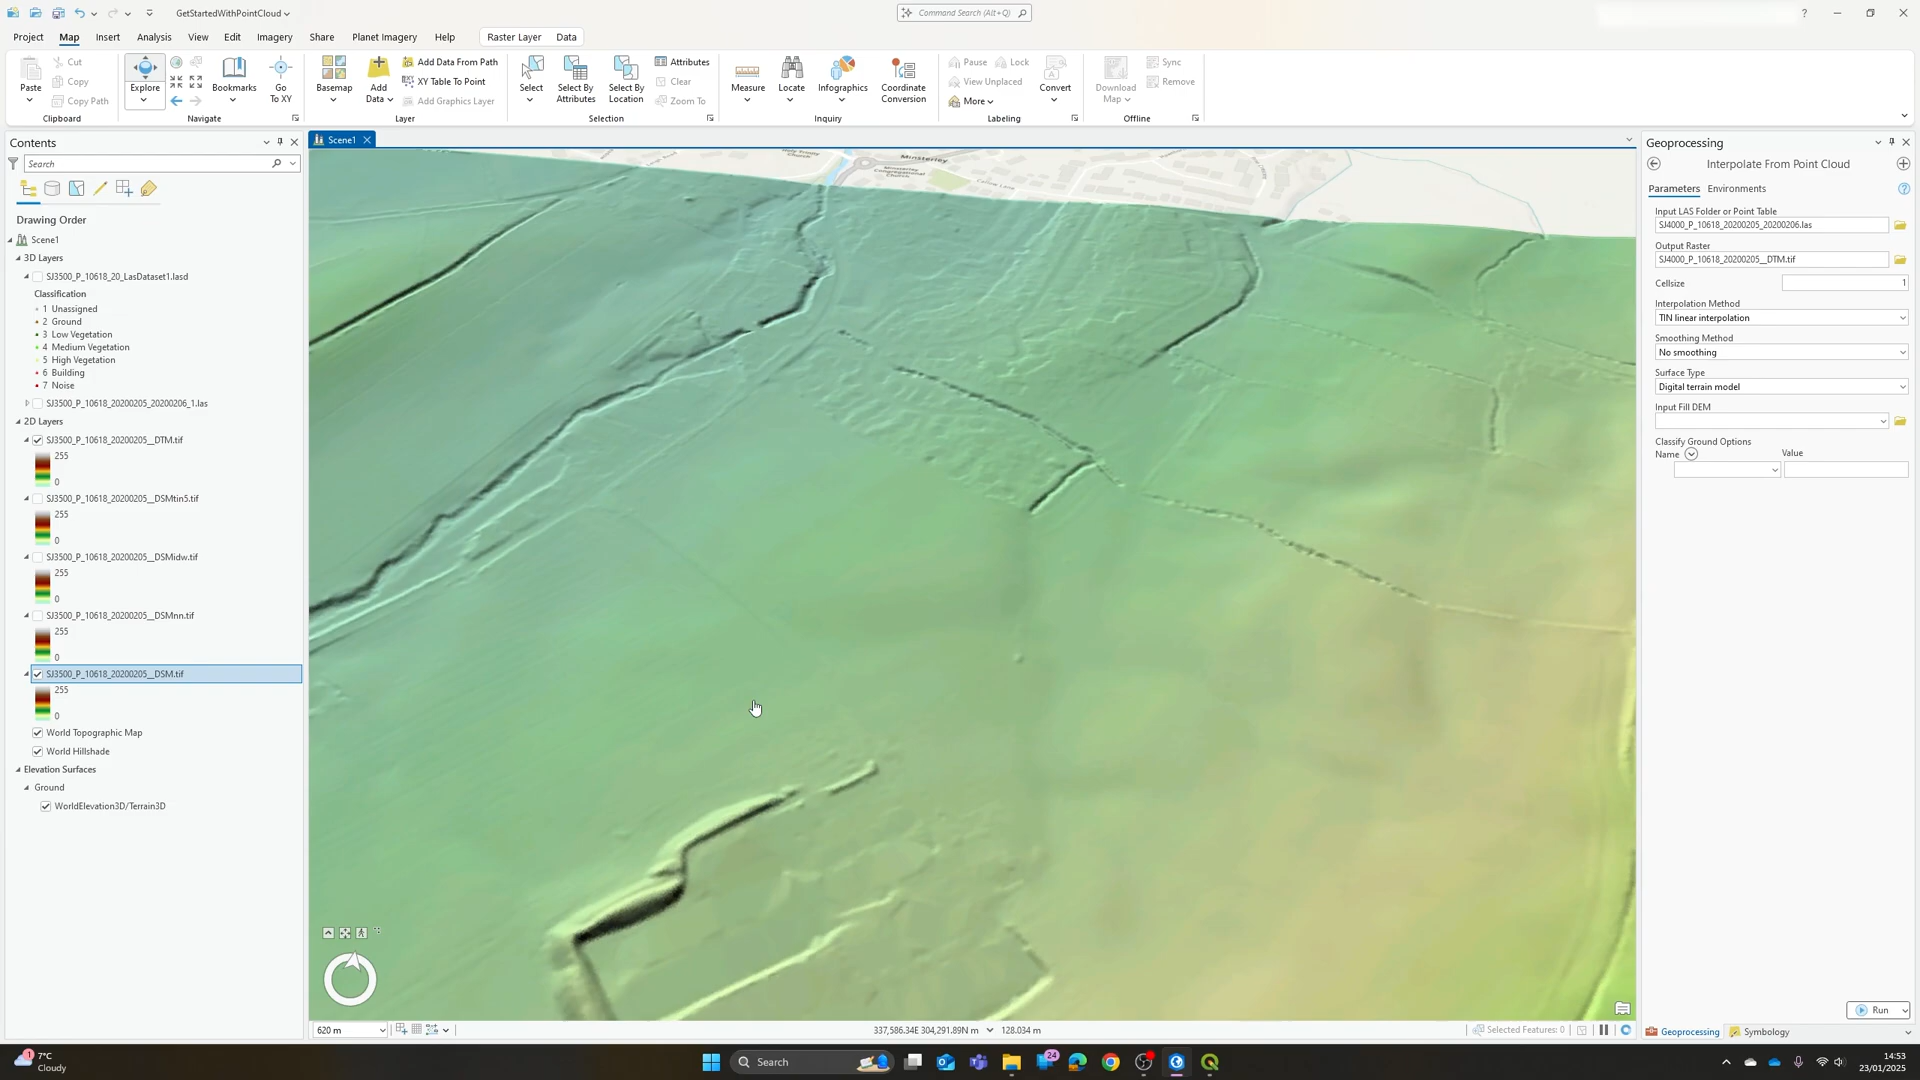 GetStartedWithPointCloud
Command Search (Alt+Q)
Project Map Insert Analysis View Edit Imagery Share Planet Imagery Help Raster Layer Data
Paste
Cut
Copy
Copy Path
Clipboard
Explore
Bookmarks
Go To XY
Navigate
Basemap
Add Data
Add Data From Path
XY Table To Point
Add Graphics Layer
Layer
Select
Select By Attributes
Select By Location
Attributes
Clear
Zoom To
Selection
Measure
Locate
Infographics
Coordinate Conversion
Inquiry
Pause Lock
View Unplaced
More
Convert
Labeling
Download Map
Sync
Remove
Offline
Contents
Search
Drawing Order
Scene1
3D Layers
SJ3500_P_10618_20_LasDataset1.lasd
Classification
1 Unassigned
2 Ground
3 Low Vegetation
4 Medium Vegetation
5 High Vegetation
6 Building
7 Noise
SJ3500_P_10618_20200205_20200206_1.las
2D Layers
SJ3500_P_10618_20200205__DTM.tif
255
0
SJ3500_P_10618_20200205__DSMtin5.tif
255
0
SJ3500_P_10618_20200205__DSMidw.tif
255
0
SJ3500_P_10618_20200205__DSMnn.tif
255
0
SJ3500_P_10618_20200205__DSM.tif
255
0
World Topographic Map
World Hillshade
Elevation Surfaces
Ground
WorldElevation3D/Terrain3D
Scene1
Minsterley
Minsterley Congregational Church
620 m
337,586.34E 304,291.89N m
128.034 m
Selected Features: 0
Geoprocessing
Interpolate From Point Cloud
Parameters Environments
Input LAS Folder or Point Table
SJ4000_P_10618_20200205_20200206.las
Output Raster
SJ4000_P_10618_20200205__DTM.tif
Cellsize 1
Interpolation Method
TIN linear interpolation
Smoothing Method
No smoothing
Surface Type
Digital terrain model
Input Fill DEM
Classify Ground Options
Name Value
Run
Geoprocessing Symbology
1
7°C
Cloudy
Search
24
14:53
23/01/2025